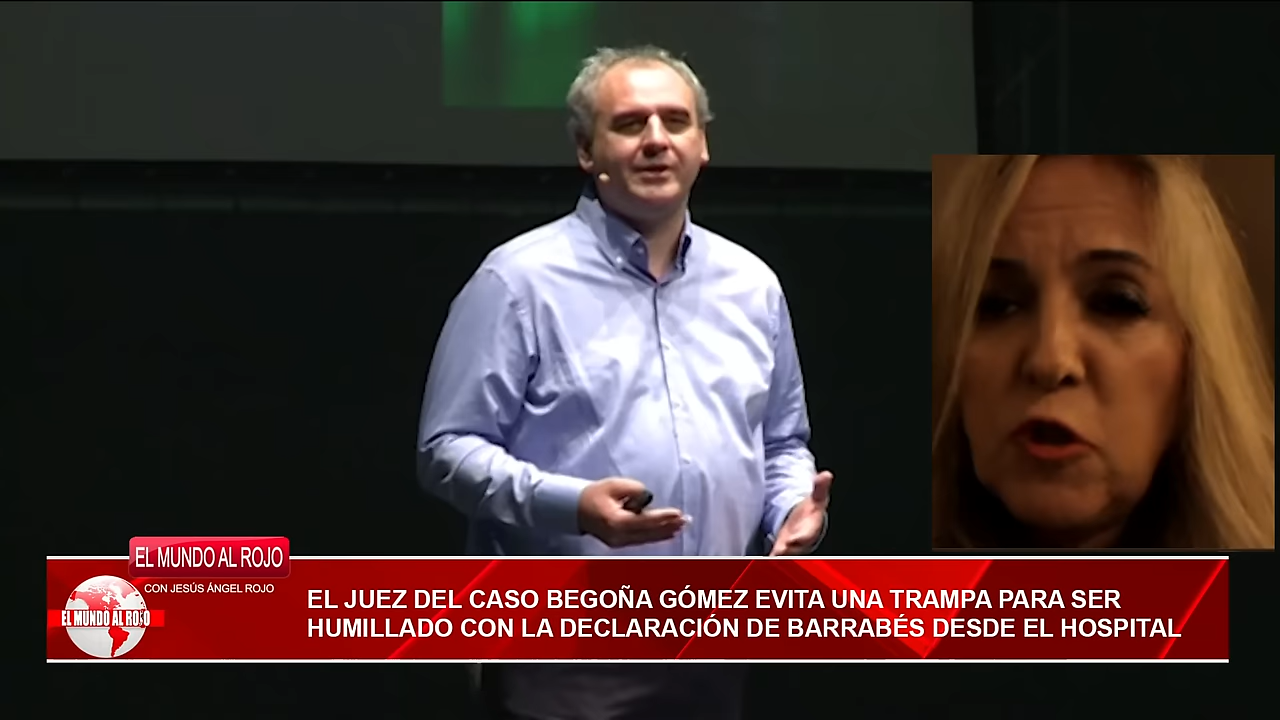 EL MUNDO AL ROJO
CON JESÚS ÁNGEL ROJO
EL MUNDO AL ROJO
EL JUEZ DEL CASO BEGOÑA GÓMEZ EVITA UNA TRAMPA PARA SER
HUMILLADO CON LA DECLARACIÓN DE BARRABÉS DESDE EL HOSPITAL